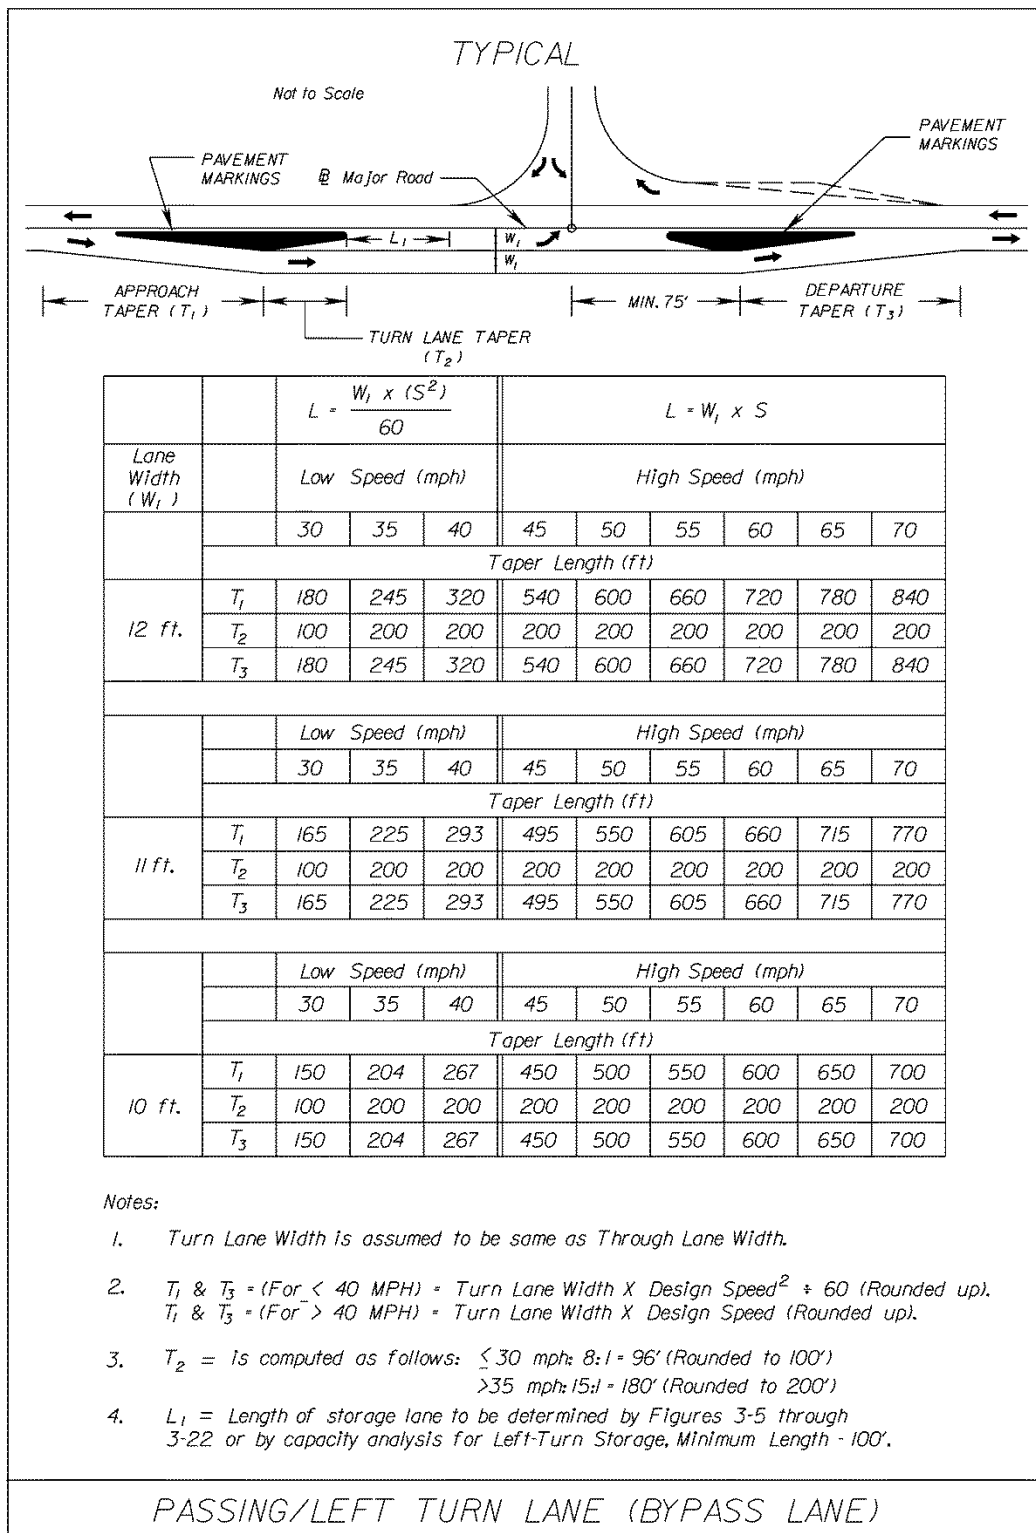 TYPICAL
Not to Scale
PAVEMENT
MARKINGS
℄ Major Road
PAVEMENT
MARKINGS
L₁
W₁
W₁
APPROACH
TAPER (T₁)
MIN. 75'
DEPARTURE
TAPER (T₃)
TURN LANE TAPER
(T₂)
L = W₁ x (S²) / 60 L = W₁ x S
Lane
Width
(W₁)
Low Speed (mph) High Speed (mph)
30 35 40 45 50 55 60 65 70
Taper Length (ft)
12 ft.
T₁ 180 245 320 540 600 660 720 780 840
T₂ 100 200 200 200 200 200 200 200 200
T₃ 180 245 320 540 600 660 720 780 840
Low Speed (mph) High Speed (mph)
30 35 40 45 50 55 60 65 70
Taper Length (ft)
11 ft.
T₁ 165 225 293 495 550 605 660 715 770
T₂ 100 200 200 200 200 200 200 200 200
T₃ 165 225 293 495 550 605 660 715 770
Low Speed (mph) High Speed (mph)
30 35 40 45 50 55 60 65 70
Taper Length (ft)
10 ft.
T₁ 150 204 267 450 500 550 600 650 700
T₂ 100 200 200 200 200 200 200 200 200
T₃ 150 204 267 450 500 550 600 650 700
Notes:
1. Turn Lane Width is assumed to be same as Through Lane Width.
2. T₁ & T₃ = (For ≤ 40 MPH) = Turn Lane Width X Design Speed² ÷ 60 (Rounded up).
T₁ & T₃ = (For > 40 MPH) = Turn Lane Width X Design Speed (Rounded up).
3. T₂ = is computed as follows: ≤ 30 mph: 8:1 = 96' (Rounded to 100')
>35 mph: 15:1 = 180' (Rounded to 200')
4. L₁ = Length of storage lane to be determined by Figures 3-5 through
3-22 or by capacity analysis for Left-Turn Storage, Minimum Length - 100'.
PASSING/LEFT TURN LANE (BYPASS LANE)